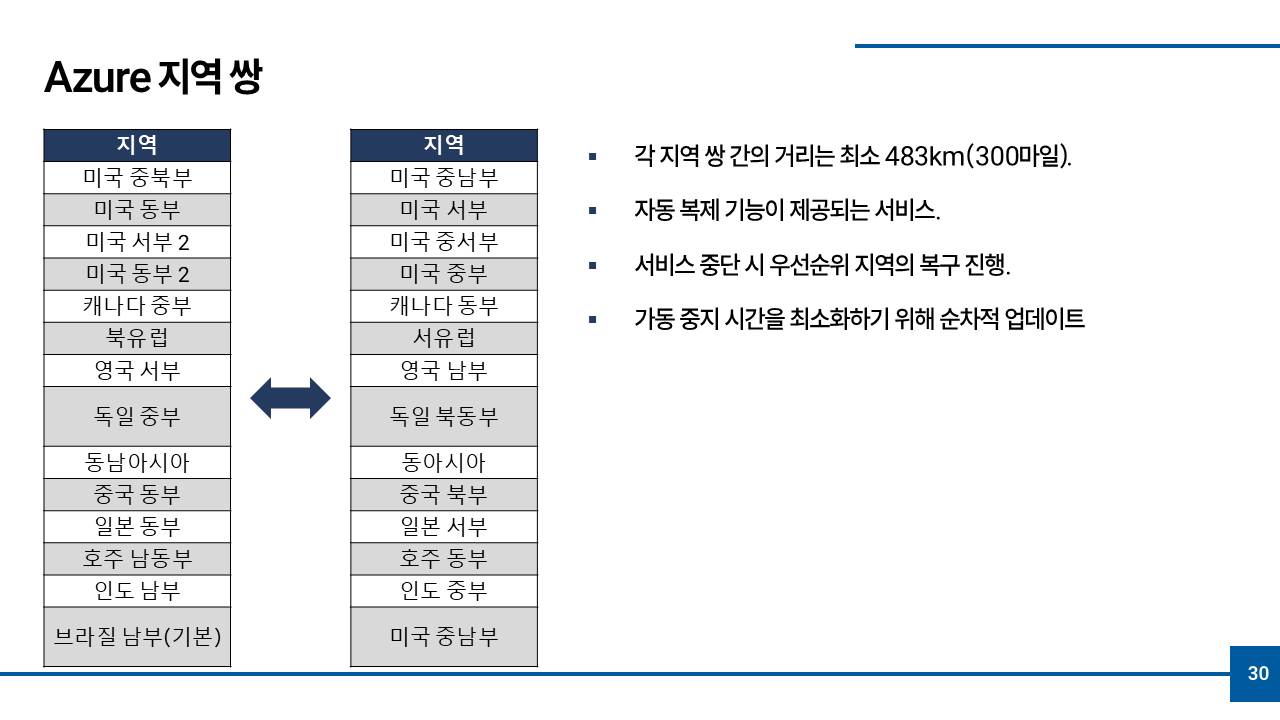 Azure 지역 쌍
지역
미국 중북부
미국 동부
미국 서부 2
미국 동부 2
캐나다 중부
북유럽
영국 서부
독일 중부
동남아시아
중국 동부
일본 동부
호주 남동부
인도 남부
브라질 남부(기본)
지역
미국 중남부
미국 서부
미국 중서부
미국 중부
캐나다 동부
서유럽
영국 남부
독일 북동부
동아시아
중국 북부
일본 서부
호주 동부
인도 중부
미국 중남부
▪ 각 지역 쌍 간의 거리는 최소 483km(300마일).
▪ 자동 복제 기능이 제공되는 서비스.
▪ 서비스 중단 시 우선순위 지역의 복구 진행.
▪ 가동 중지 시간을 최소화하기 위해 순차적 업데이트
30